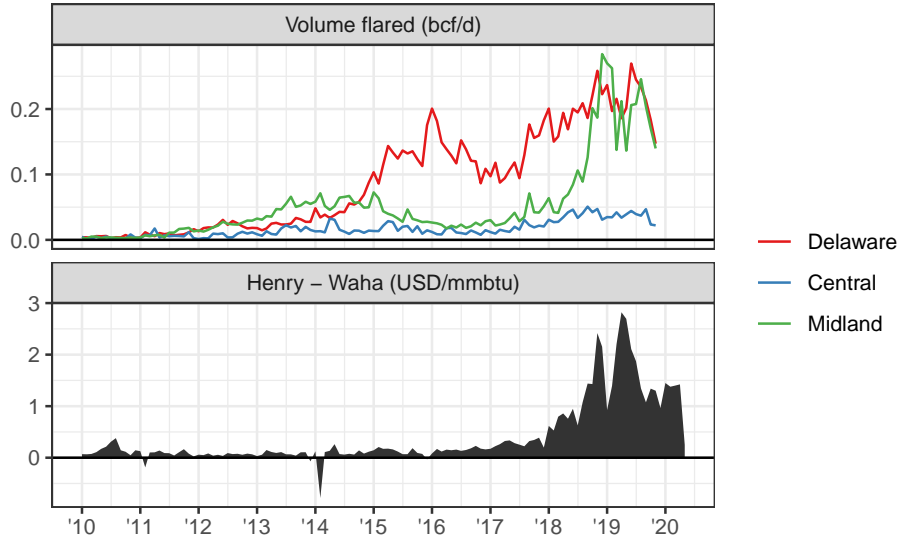 Volume flared (bcf/d)
0.2
0.1
0.0
Delaware
Central
Midland
Henry − Waha (USD/mmbtu)
3
2
1
0
'10 '11 '12 '13 '14 '15 '16 '17 '18 '19 '20